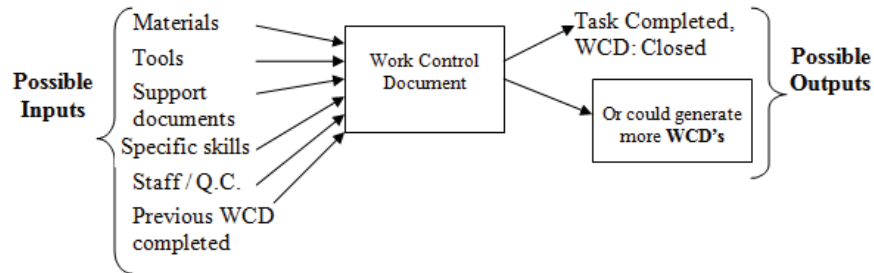 Possible
Inputs
Materials
Tools
Support
documents
Specific skills
Staff / Q.C.
Previous WCD
completed
Work Control
Document
Task Completed,
WCD: Closed
Or could generate
more WCD's
Possible
Outputs